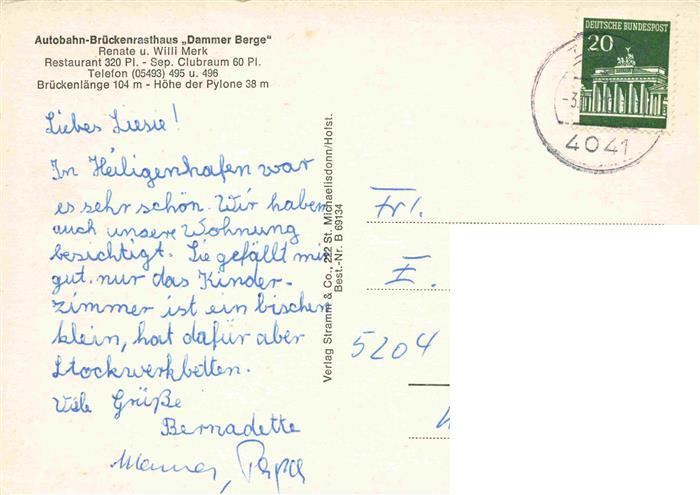 Autobahn-Brückenrasthaus „Dammer Berge“
Renate u. Willi Merk
Restaurant 320 Pl. - Sep. Clubraum 60 Pl.
Telefon (05493) 495 u. 496
Brückenlänge 104 m - Höhe der Pylone 38 m
Liebes Liesie!
In Heiligenhafen war
es sehr schön. Wir haben
auch unsere Wohnung
besichtigt. Sie gefällt mir
gut. nur das Kinder-
zimmer ist ein bischen
klein, hat dafür aber
Stockwerkbetten.
Viele Grüße
Bernadette
Mama, Papa
Verlag Stramm & Co., 222 St. Michaelisdonn/Holst.
Best.-Nr. B 69134
DEUTSCHE BUNDESPOST
20
4041
Frl.
E.
5204